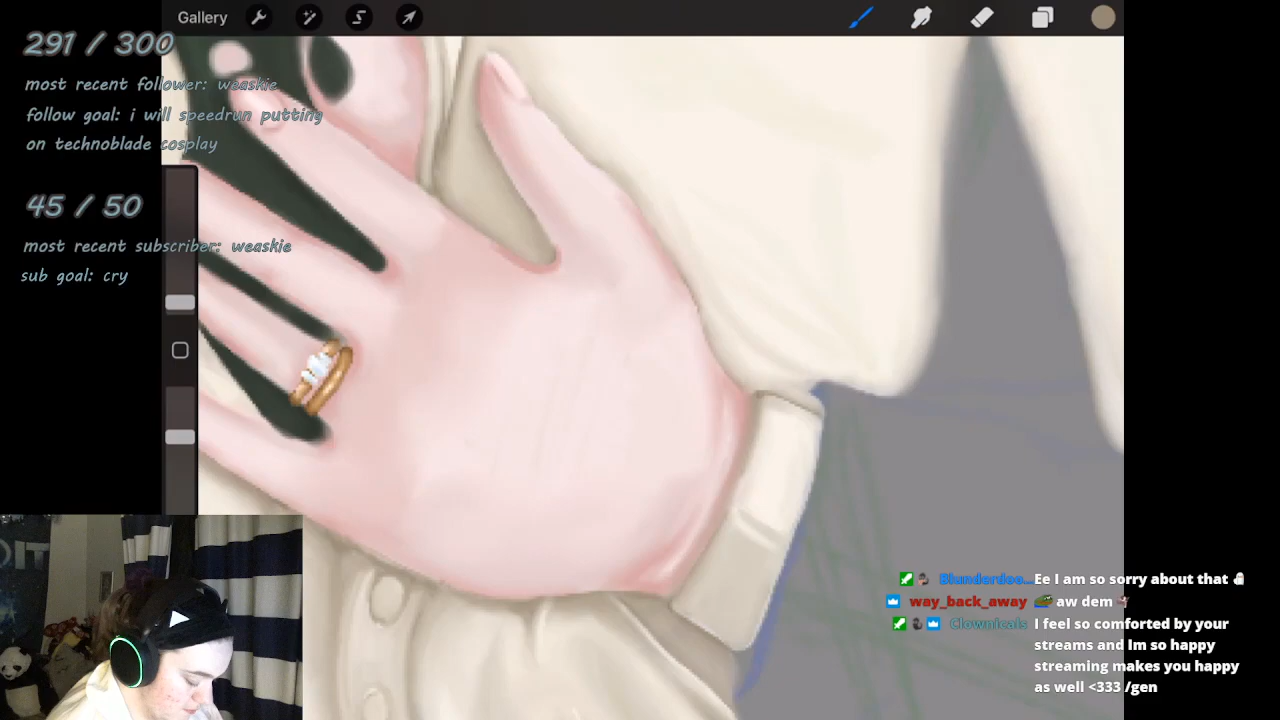 Gallery
291 / 300
most recent follower: weaskie
follow goal: i will speedrun putting
on technoblade cosplay
45 / 50
most recent subscriber: weaskie
sub goal: cry
Ee I am so sorry about that
way_back_away aw dem
Clownicals I feel so comforted by your
streams and Im so happy
streaming makes you happy
as well <333 /gen